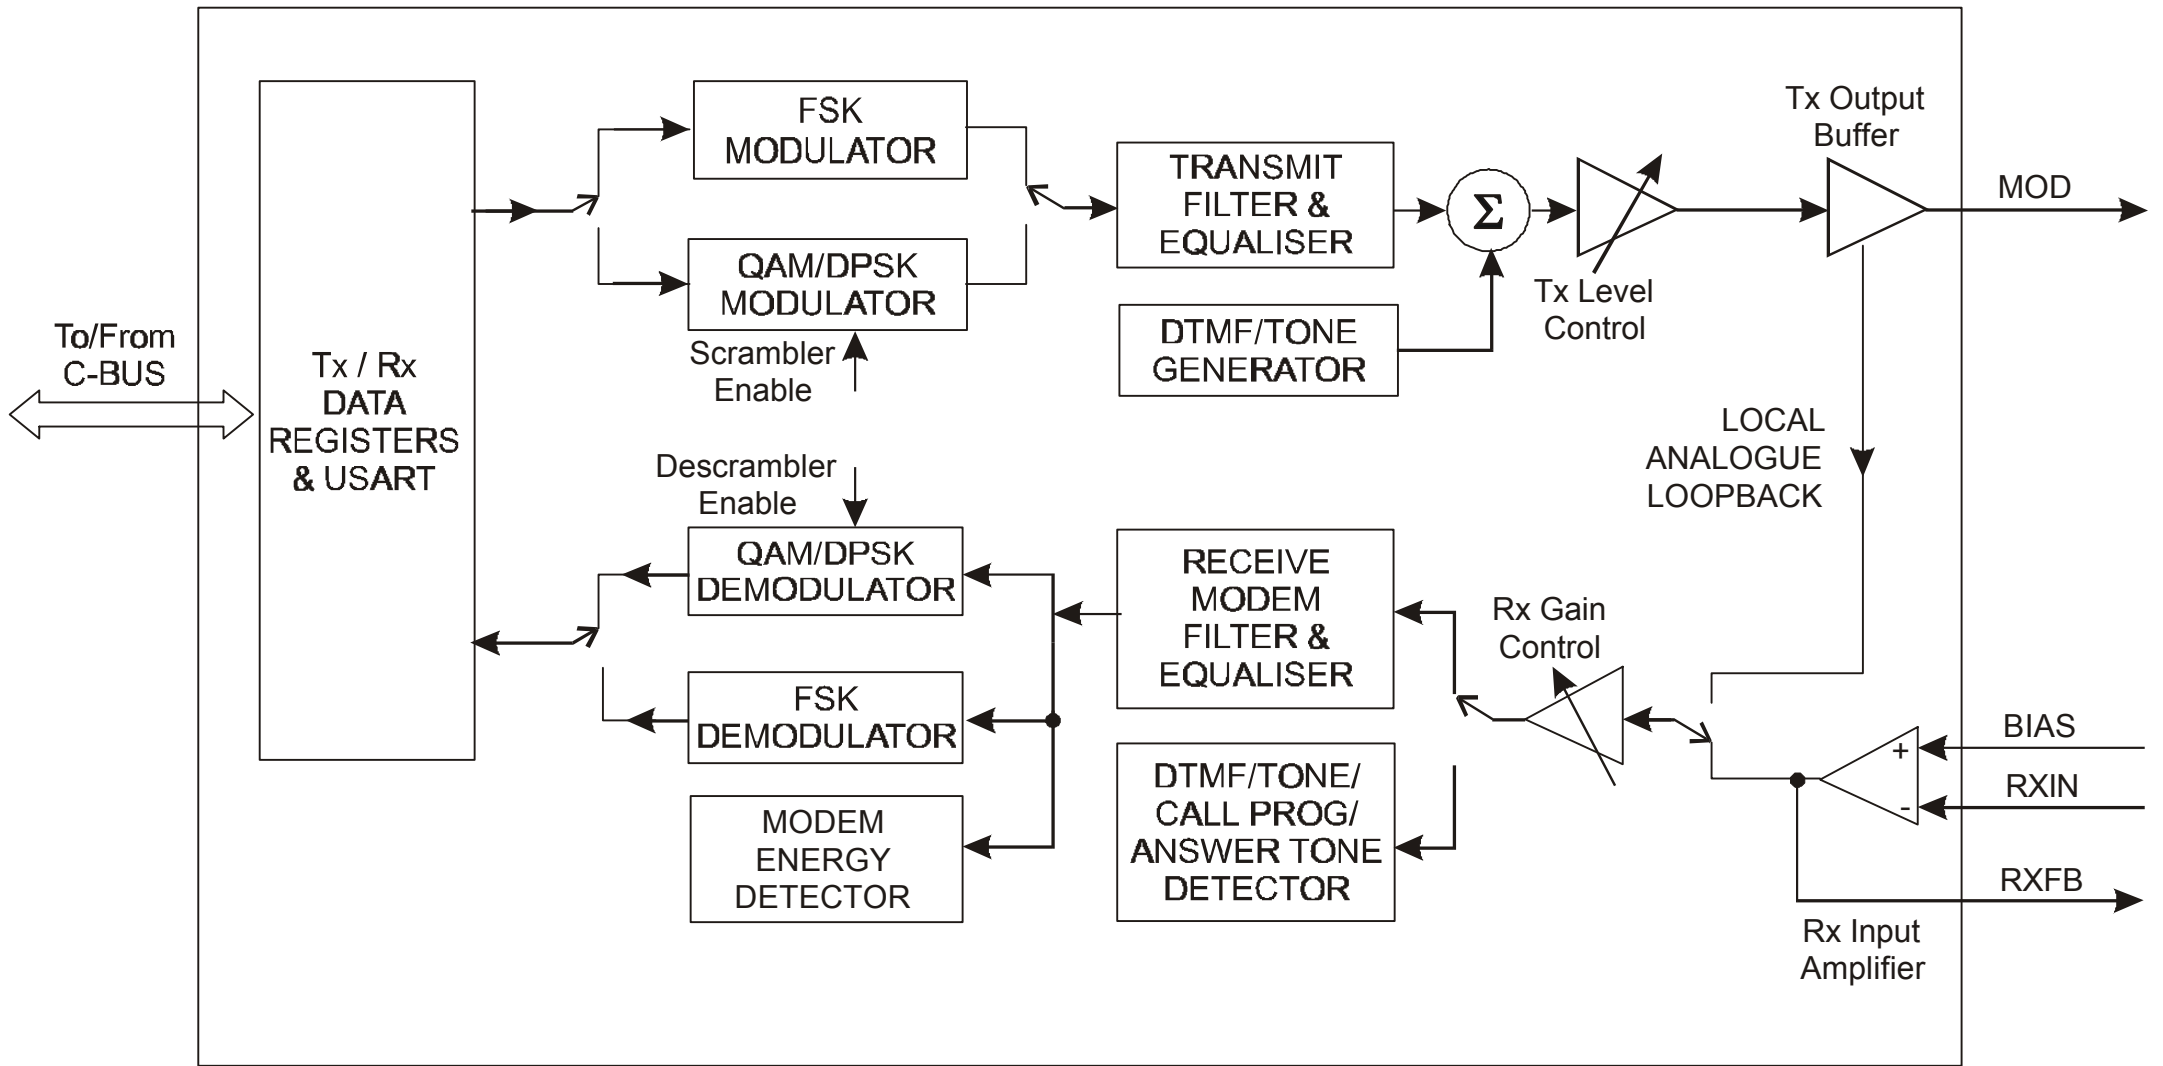 To/From
C-BUS
Tx / Rx
DATA
REGISTERS
& USART
FSK
MODULATOR
QAM/DPSK
MODULATOR
Scrambler
Enable
TRANSMIT
FILTER &
EQUALISER
DTMF/TONE
GENERATOR
Σ
Tx Level
Control
Tx Output
Buffer
MOD
LOCAL
ANALOGUE
LOOPBACK
Descrambler
Enable
QAM/DPSK
DEMODULATOR
FSK
DEMODULATOR
MODEM
ENERGY
DETECTOR
RECEIVE
MODEM
FILTER &
EQUALISER
DTMF/TONE/
CALL PROG/
ANSWER TONE
DETECTOR
Rx Gain
Control
+
-
BIAS
RXIN
RXFB
Rx Input
Amplifier